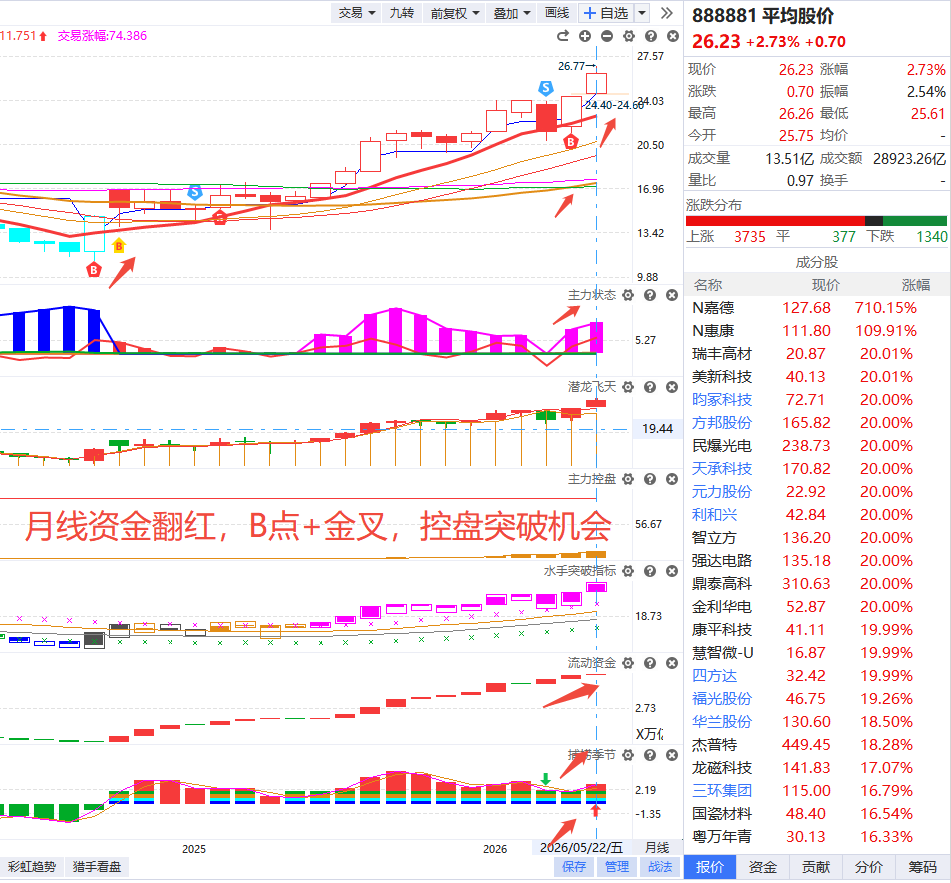 交易 九转 前复权 叠加 画线 + 自选
11.751 交易涨幅:74.386
26.77
24.40-24.60
S
B
S
S
B
B
27.57
24.03
20.50
16.96
13.42
9.88
主力状态
5.27
潜龙飞天
19.44
主力控盘
月线资金翻红，B点+金叉，控盘突破机会
56.67
水手突破指标
18.73
流动资金
2.73
X万亿
捕捞季节
2.19
-1.35
2025 2026 2026/05/22/五 月线
彩虹趋势 猎手看盘 保存 管理 战法
888881 平均股价
26.23 +2.73% +0.70
现价 26.23 涨幅 2.73%
涨跌 0.70 振幅 2.54%
最高 26.26 最低 25.61
今开 25.75 均价 -
成交量 13.51亿 成交额 28923.26亿
量比 0.97 换手 -
涨跌分布
上涨 3735 平 377 下跌 1340
成分股
名称 现价 涨幅
N嘉德 127.68 710.15%
N惠康 111.80 109.91%
瑞丰高材 20.87 20.01%
美新科技 40.13 20.01%
昀冢科技 72.71 20.00%
方邦股份 165.82 20.00%
民爆光电 238.73 20.00%
天承科技 170.82 20.00%
元力股份 22.92 20.00%
利和兴 42.84 20.00%
智立方 136.20 20.00%
强达电路 135.18 20.00%
鼎泰高科 310.63 20.00%
金利华电 52.87 20.00%
康平科技 41.11 19.99%
慧智微-U 16.87 19.99%
四方达 32.42 19.99%
福光股份 46.75 19.26%
华兰股份 130.60 18.50%
杰普特 449.45 18.28%
龙磁科技 141.83 17.07%
三环集团 115.00 16.79%
国瓷材料 48.40 16.54%
奥万年青 30.13 16.33%
报价 资金 贡献 分价 筹码